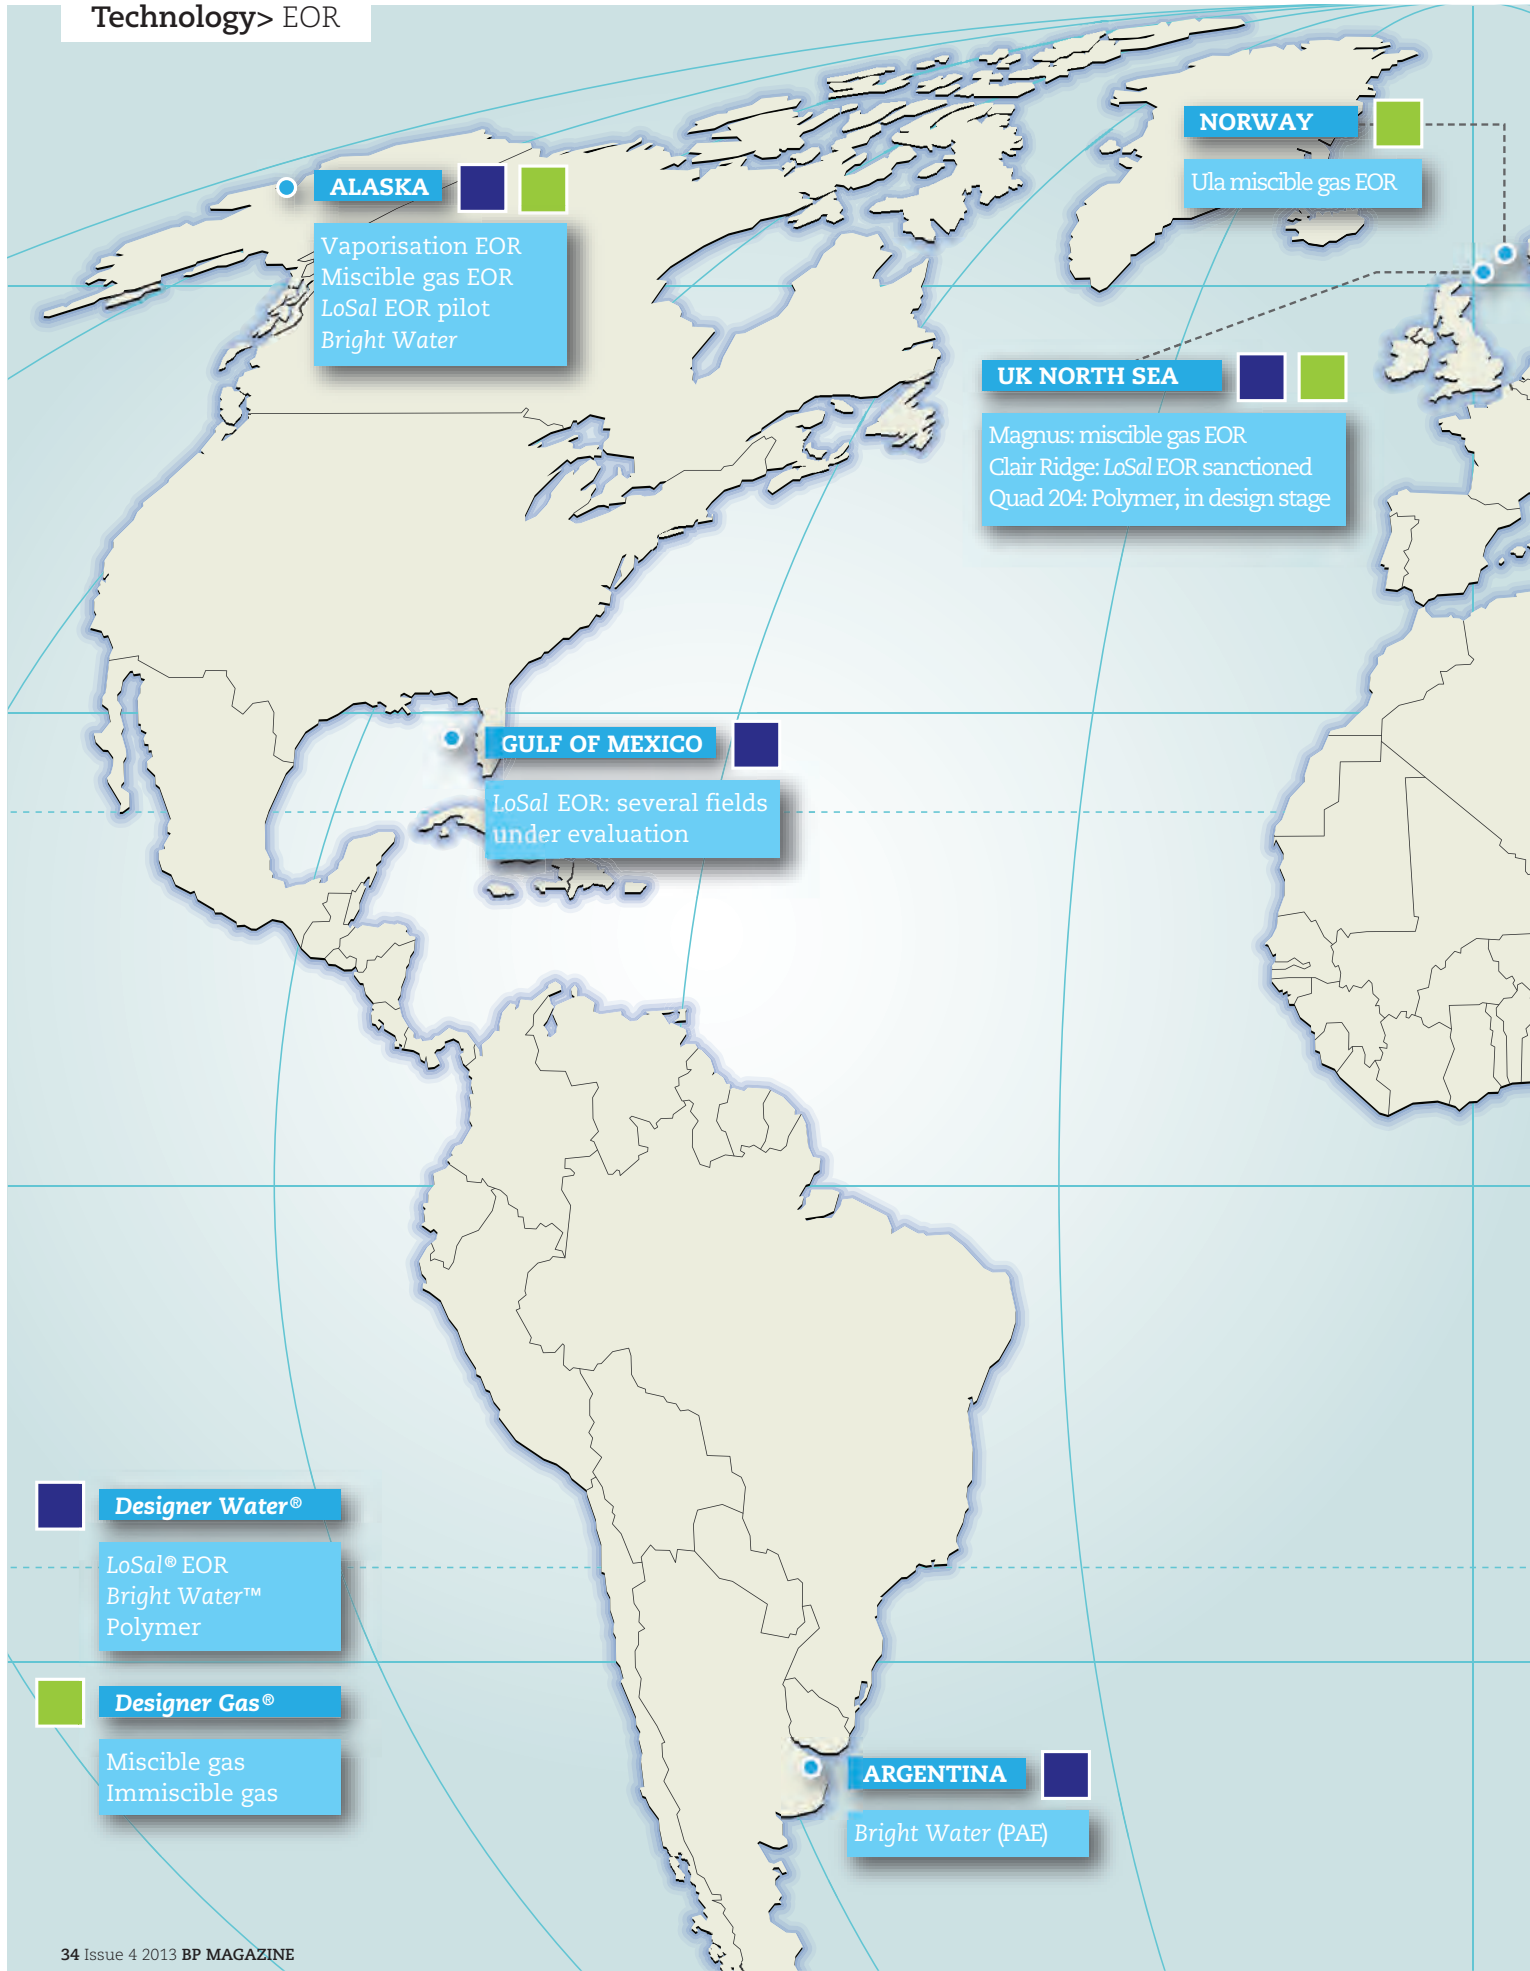 Technology> EOR
NORWAY
Ula miscible gas EOR
ALASKA
Vaporisation EOR
Miscible gas EOR
LoSal EOR pilot
Bright Water
UK NORTH SEA
Magnus: miscible gas EOR
Clair Ridge: LoSal EOR sanctioned
Quad 204: Polymer, in design stage
GULF OF MEXICO
LoSal EOR: several fields
under evaluation
Designer Water®
LoSal® EOR
Bright Water™
Polymer
Designer Gas®
Miscible gas
Immiscible gas
ARGENTINA
Bright Water (PAE)
34 Issue 4 2013 BP MAGAZINE